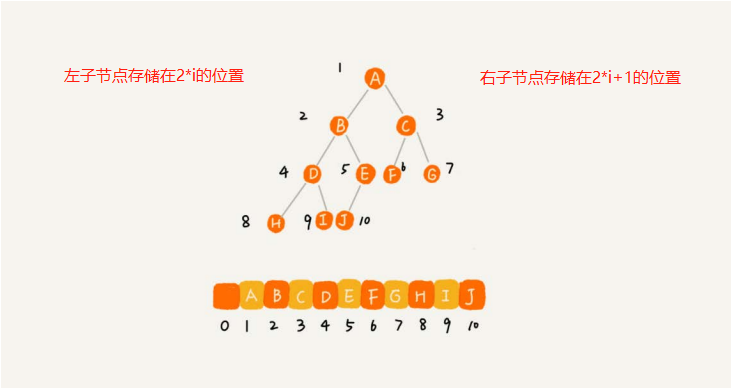 左子节点存储在2*i的位置
右子节点存储在2*i+1的位置
1
A
2
B
C
3
4
D
5
E
F
6
G
7
8
H
9
I
J
10
A B C D E F G H I J
0 1 2 3 4 5 6 7 8 9 10